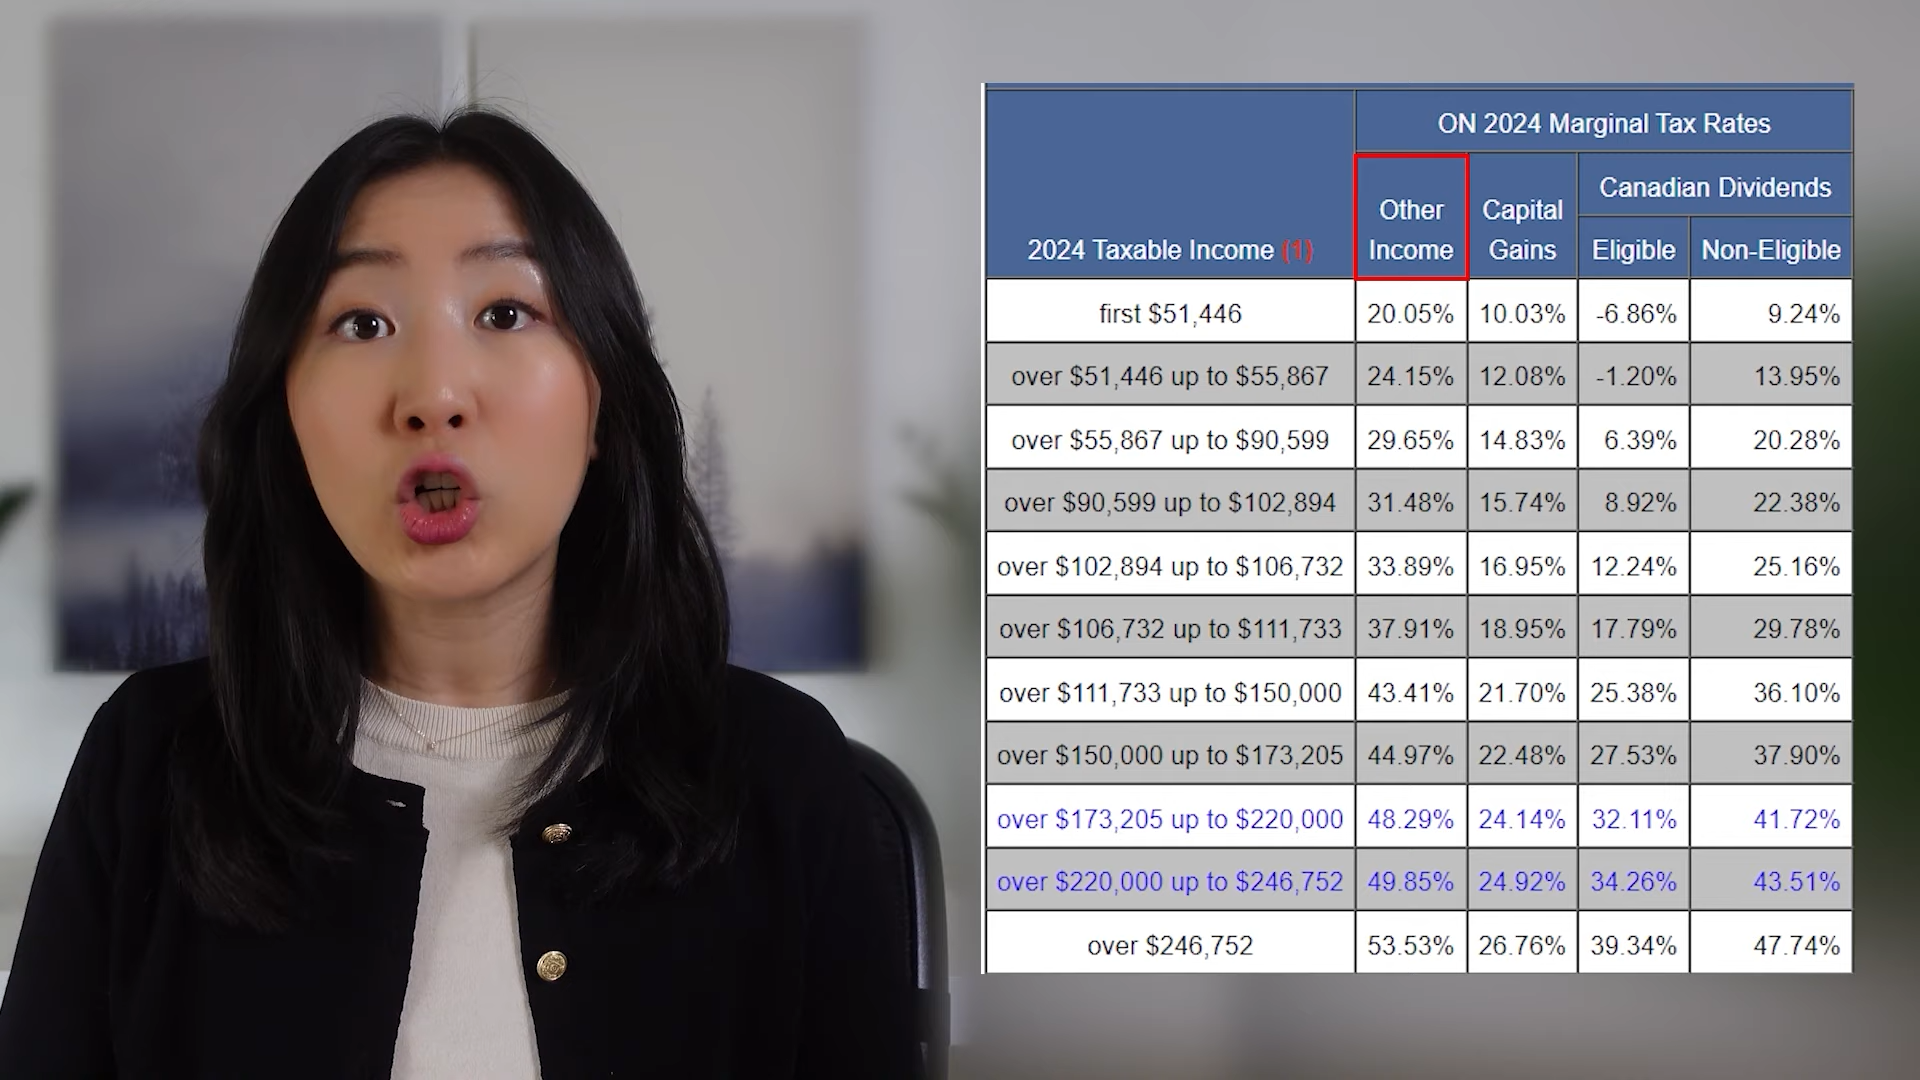 ON 2024 Marginal Tax Rates
2024 Taxable Income (1)
Other Income
Capital Gains
Canadian Dividends
Eligible Non-Eligible
first $51,446 20.05% 10.03% -6.86% 9.24%
over $51,446 up to $55,867 24.15% 12.08% -1.20% 13.95%
over $55,867 up to $90,599 29.65% 14.83% 6.39% 20.28%
over $90,599 up to $102,894 31.48% 15.74% 8.92% 22.38%
over $102,894 up to $106,732 33.89% 16.95% 12.24% 25.16%
over $106,732 up to $111,733 37.91% 18.95% 17.79% 29.78%
over $111,733 up to $150,000 43.41% 21.70% 25.38% 36.10%
over $150,000 up to $173,205 44.97% 22.48% 27.53% 37.90%
over $173,205 up to $220,000 48.29% 24.14% 32.11% 41.72%
over $220,000 up to $246,752 49.85% 24.92% 34.26% 43.51%
over $246,752 53.53% 26.76% 39.34% 47.74%